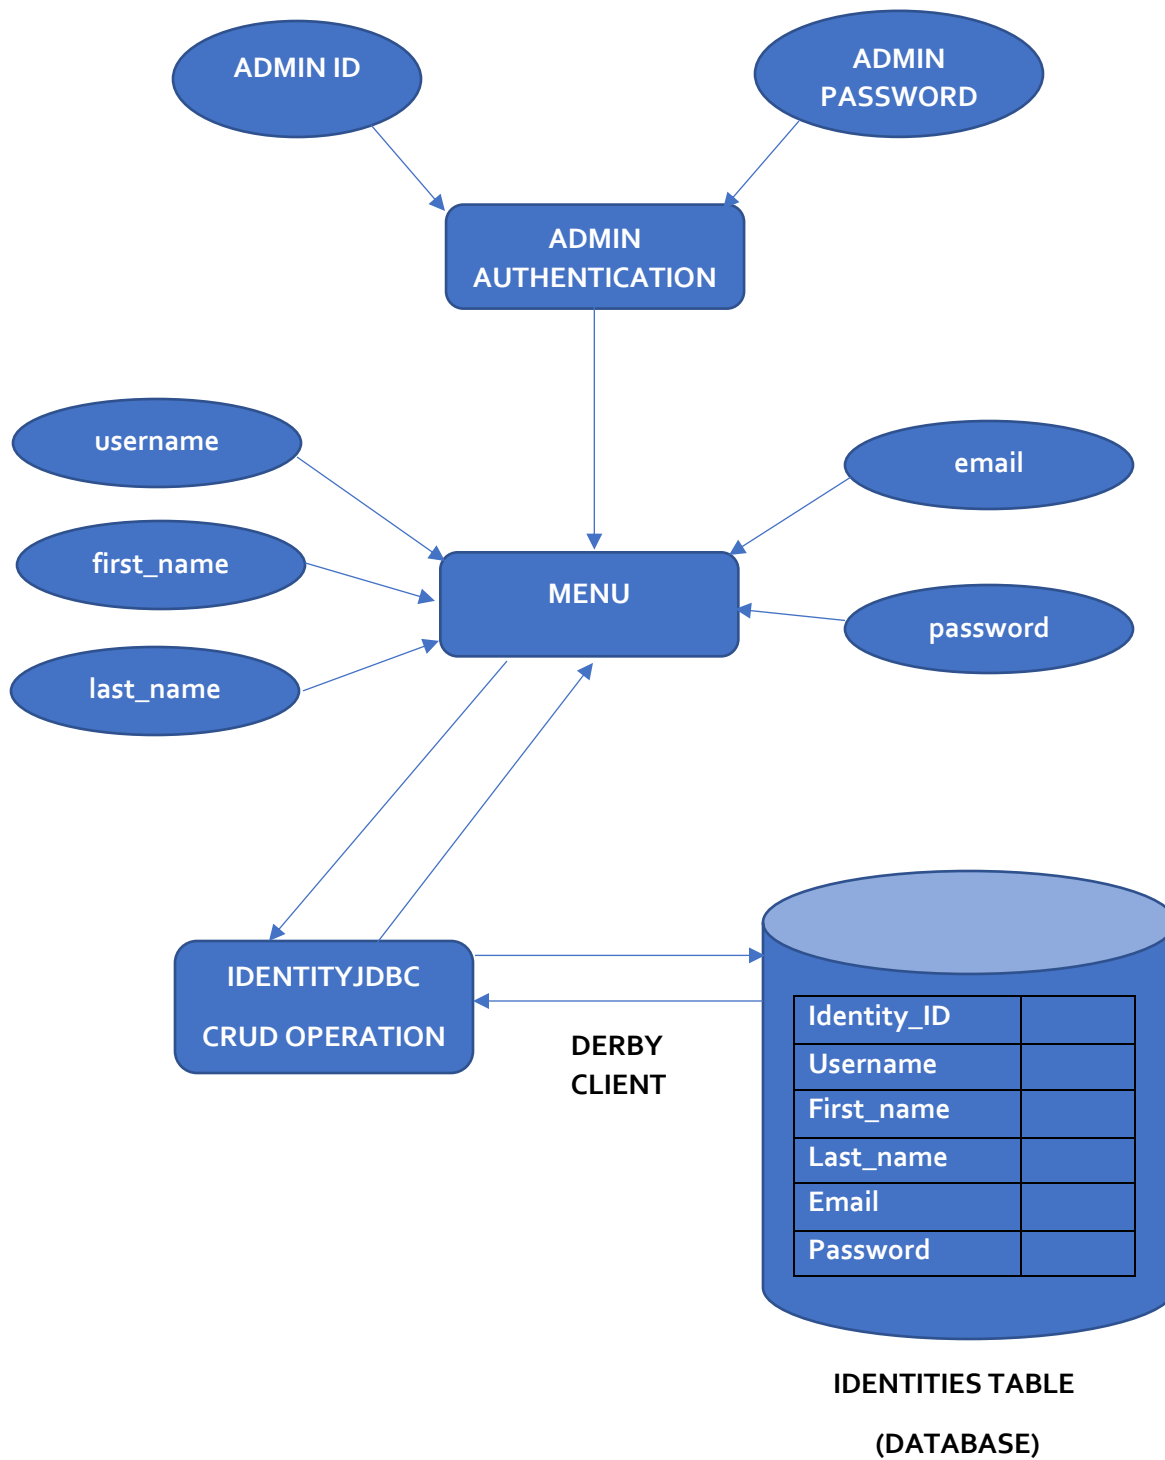 ADMIN ID
ADMIN
PASSWORD
ADMIN
AUTHENTICATION
username
email
first_name
MENU
password
last_name
IDENTITYJDBC
CRUD OPERATION
DERBY
CLIENT
Identity_ID
Username
First_name
Last_name
Email
Password
IDENTITIES TABLE
(DATABASE)